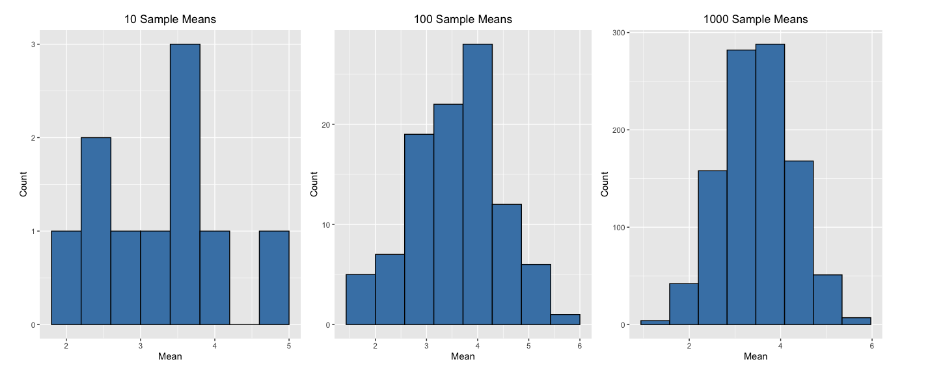 10 Sample Means
3
2
1
0
Count
2 3 4 5
Mean
100 Sample Means
20
10
0
Count
2 3 4 5 6
Mean
1000 Sample Means
300
200
100
0
Count
2 4 6
Mean